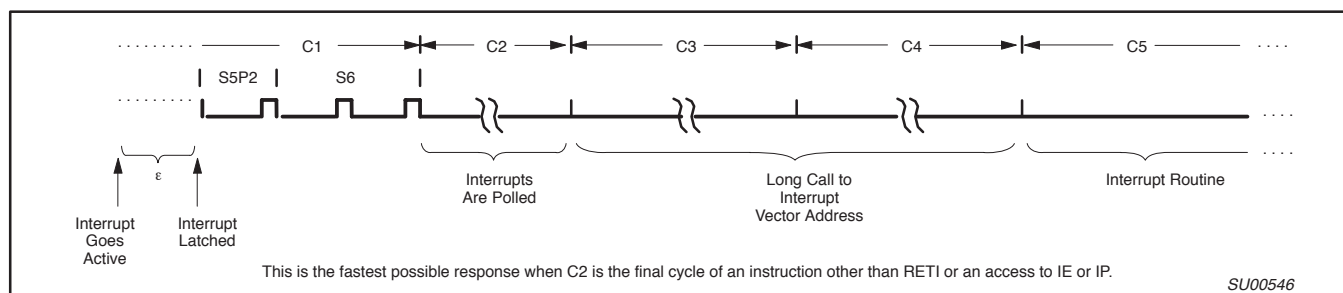 C1 C2 C3 C4 C5
S5P2 S6
ε
Interrupt
Goes
Active
Interrupt
Latched
Interrupts
Are Polled
Long Call to
Interrupt
Vector Address
Interrupt Routine
This is the fastest possible response when C2 is the final cycle of an instruction other than RETI or an access to IE or IP.
SU00546